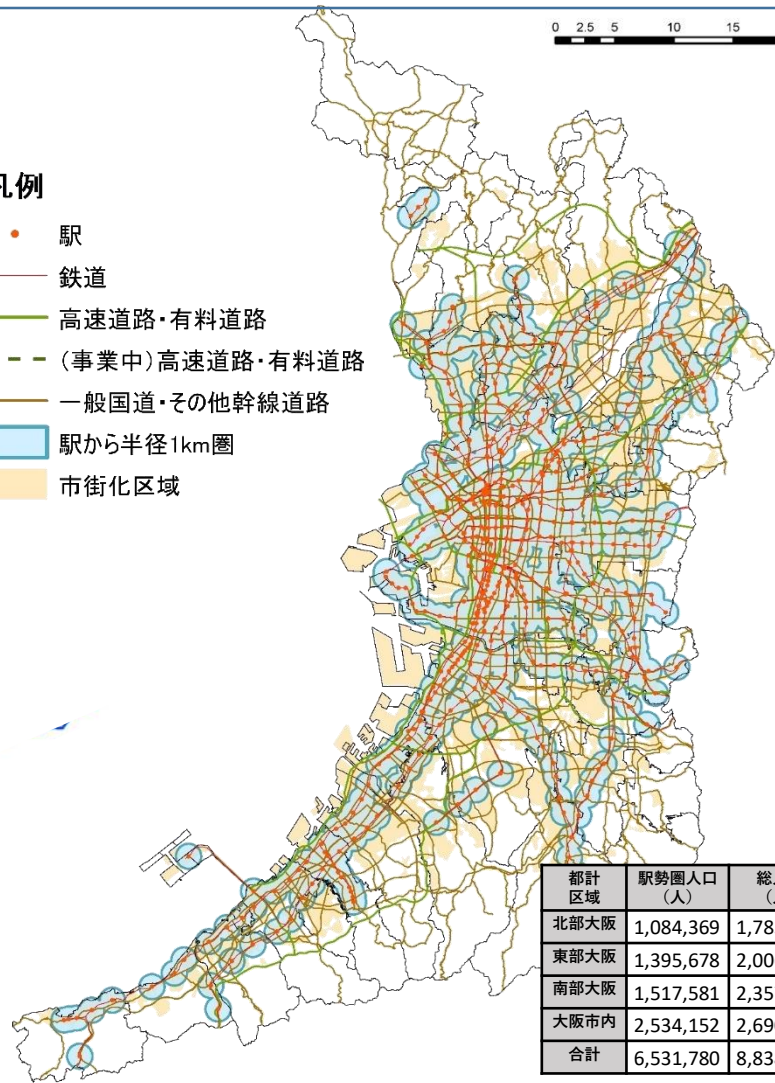 0 2.5 5 10 15
凡例
駅
鉄道
高速道路・有料道路
(事業中)高速道路・有料道路
一般国道・その他幹線道路
駅から半径1km圏
市街化区域
都計区域 駅勢圏人口(人)
北部大阪 1,084,369
東部大阪 1,395,678
南部大阪 1,517,581
大阪市内 2,534,152
合計 6,531,780